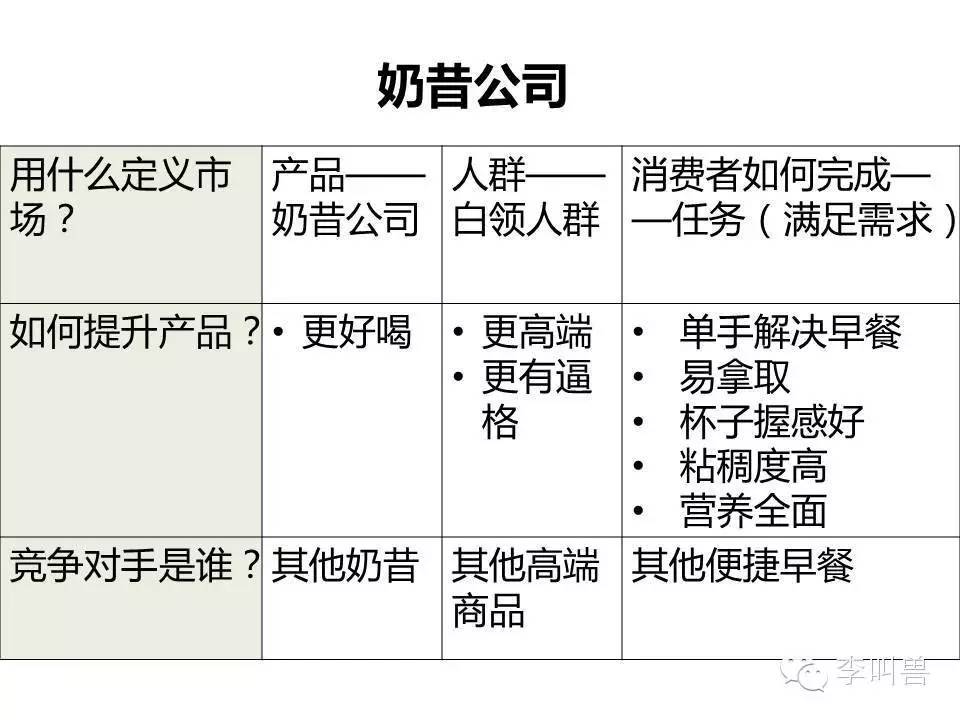 奶昔公司
用什么定义市
场？
产品——
奶昔公司
人群——
白领人群
消费者如何完成—
—任务（满足需求）
如何提升产品？
• 更好喝
• 更高端
• 更有逼
格
• 单手解决早餐
• 易拿取
• 杯子握感好
• 粘稠度高
• 营养全面
竞争对手是谁？
其他奶昔
其他高端
商品
其他便捷早餐
李叫兽